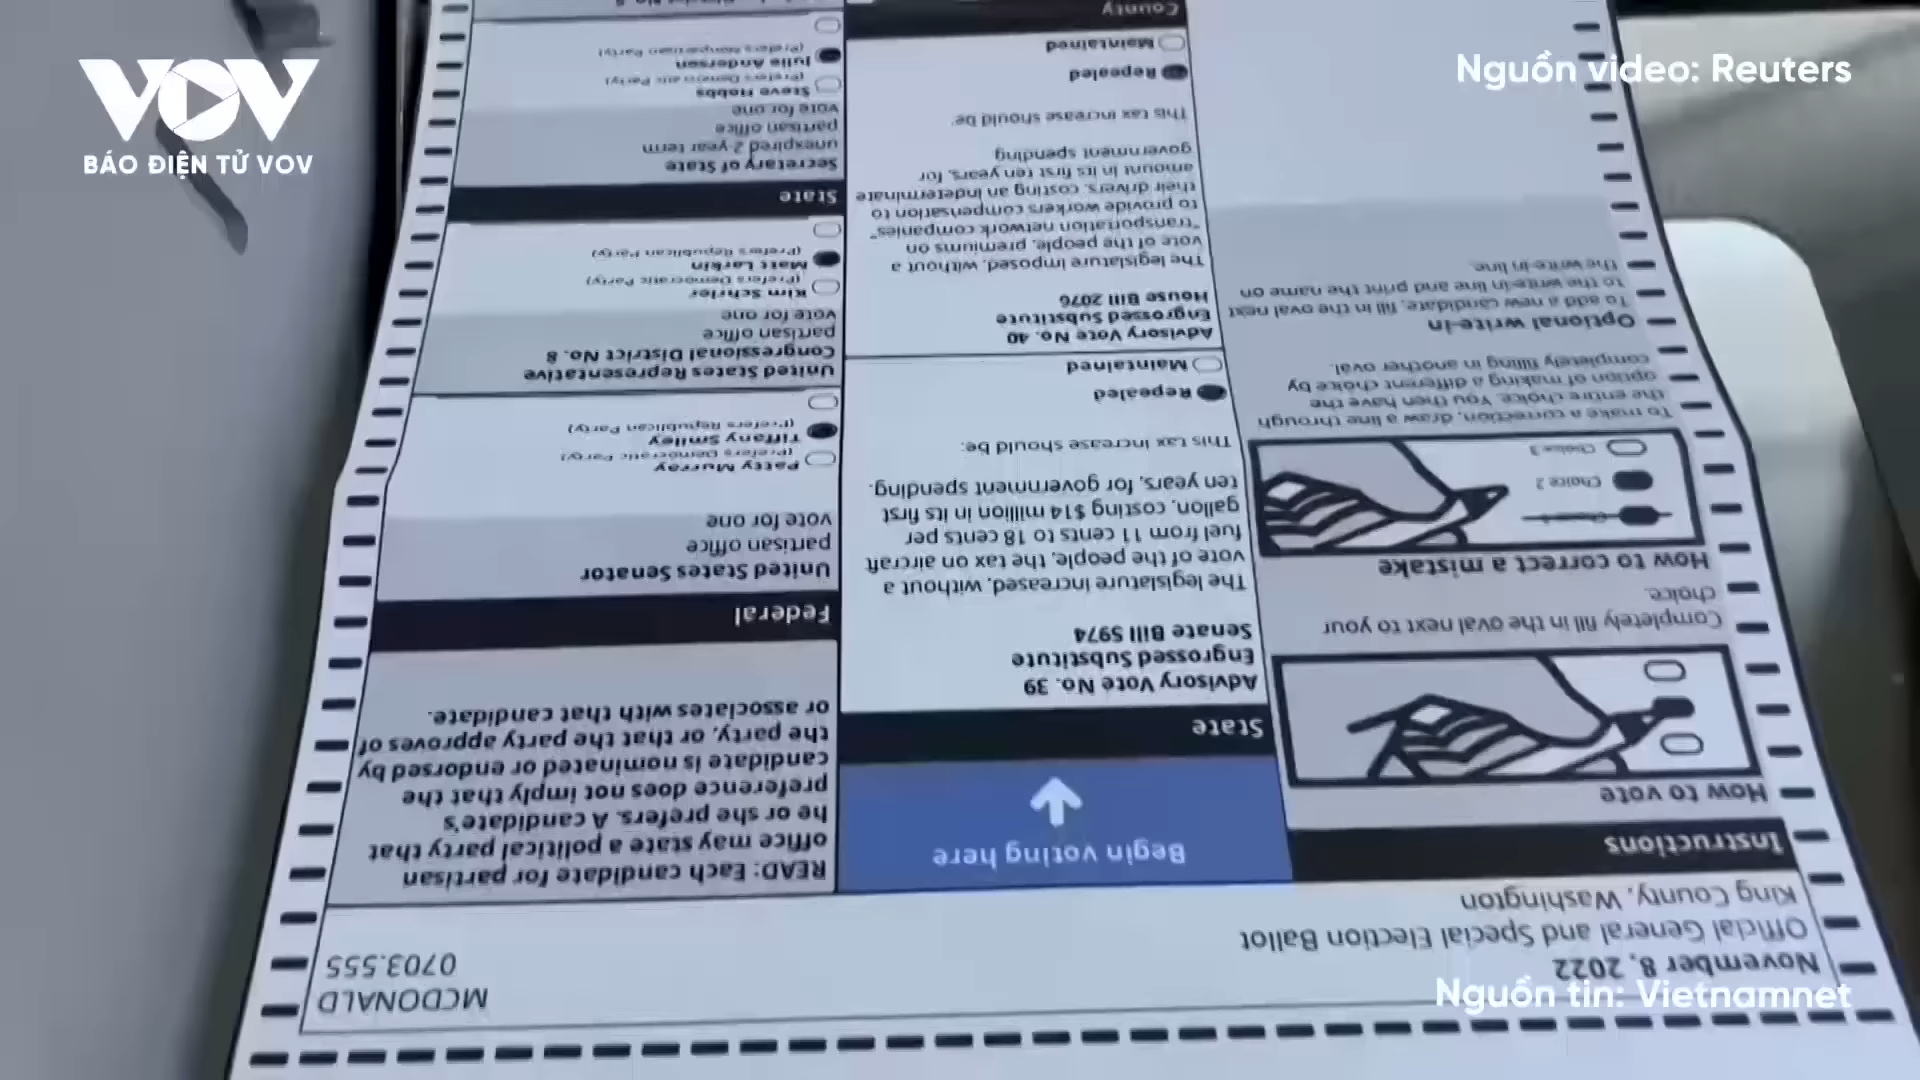 VOV
BÁO ĐIỆN TỬ VOV
Nguồn video: Reuters
Nguồn tin: Vietnamnet
November 8, 2022
Official General and Special Election Ballot
King County, Washington
MCDONALD
0703.555
Instructions
How to vote
Completely fill in the oval next to your
choice.
How to correct a mistake
Choice 2
Choice 3
To make a correction, draw a line through
the entire choice. You then have the
option of making a different choice by
completely filling in another oval.
Optional write-in
To add a new candidate, fill in the oval next
to the write-in line and print the name on
the write-in line.
Begin voting here
State
Advisory Vote No. 39
Engrossed Substitute
Senate Bill 5974
The legislature increased, without a
vote of the people, the tax on aircraft
fuel from 11 cents to 18 cents per
gallon, costing $14 million in its first
ten years, for government spending.
This tax increase should be:
Repealed
Maintained
Advisory Vote No. 40
Engrossed Substitute
House Bill 2076
The legislature imposed, without a
vote of the people, premiums on
"transportation network companies"
to provide workers compensation to
their drivers, costing an indeterminate
amount in its first ten years, for
government spending
This tax increase should be:
Repealed
Maintained
County
READ: Each candidate for partisan
office may state a political party that
he or she prefers. A candidate's
preference does not imply that the
candidate is nominated or endorsed by
the party, or that the party approves of
or associates with that candidate.
Federal
United States Senator
partisan office
vote for one
Patty Murray
(Prefers Democratic Party)
Tiffany Smiley
(Prefers Republican Party)
United States Representative
Congressional District No. 8
partisan office
vote for one
Kim Schrier
(Prefers Democratic Party)
Matt Larkin
(Prefers Republican Party)
State
Secretary of State
unexpired 2-year term
partisan office
vote for one
Steve Hobbs
(Prefers Democratic Party)
Julie Anderson
(Prefers Nonpartisan Party)